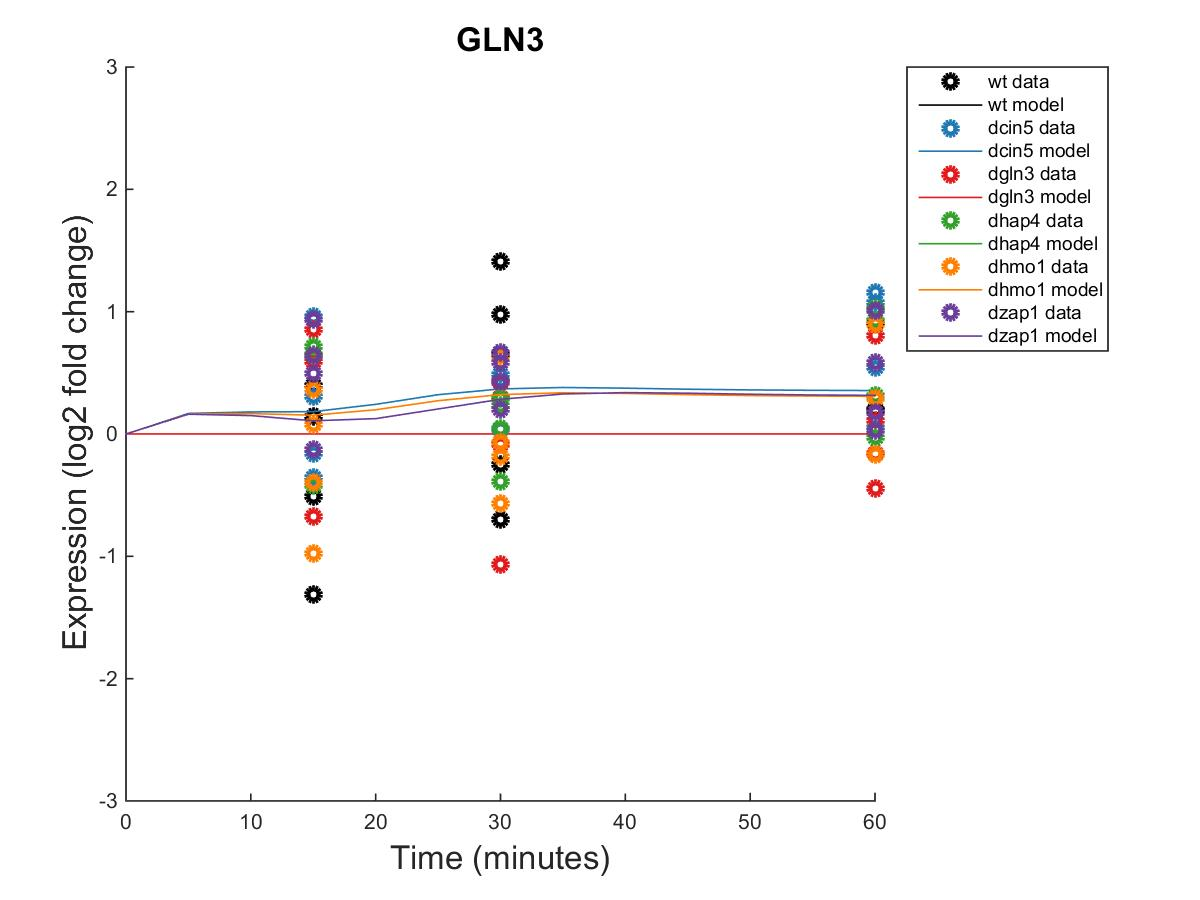 GLN3
3
2
1
0
-1
-2
-3
Expression (log2 fold change)
0 10 20 30 40 50 60
Time (minutes)
wt data
wt model
dcin5 data
dcin5 model
dgln3 data
dgln3 model
dhap4 data
dhap4 model
dhmo1 data
dhmo1 model
dzap1 data
dzap1 model